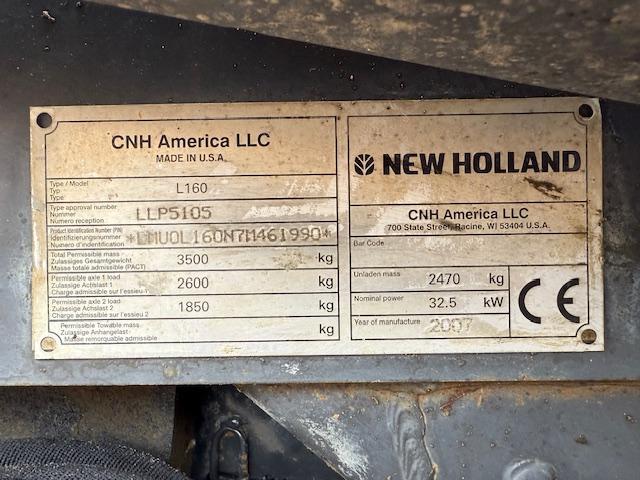 CNH America LLC
MADE IN U.S.A.
Type / Model
Typ
Type
L160
Type approval number
Nummer
Numero reception
LLP5105
Product Identification Number (PIN)
Identifizierungsnummer
Numero d'indentification
Total Permissible mass
Zulassiges Gesamtgewicht
Masse totale admissible (PACT)
3500 kg
Permissible axle 1 load
Zulassige Achslast 1
Charge admissible sur l'essieu 1
2600 kg
Permissible axle 2 load
Zulassige Achslast 2
Charge admissible sur l'essieu 2
1850 kg
Permissible Towable mass
Zulassige Anhangelast
Masse remorquable admissible
kg
NEW HOLLAND
CNH America LLC
700 State Street, Racine, WI 53404 U.S.A.
Bar Code
Unladen mass
2470 kg
Nominal power
32.5 kW
Year of manufacture
2007
CE